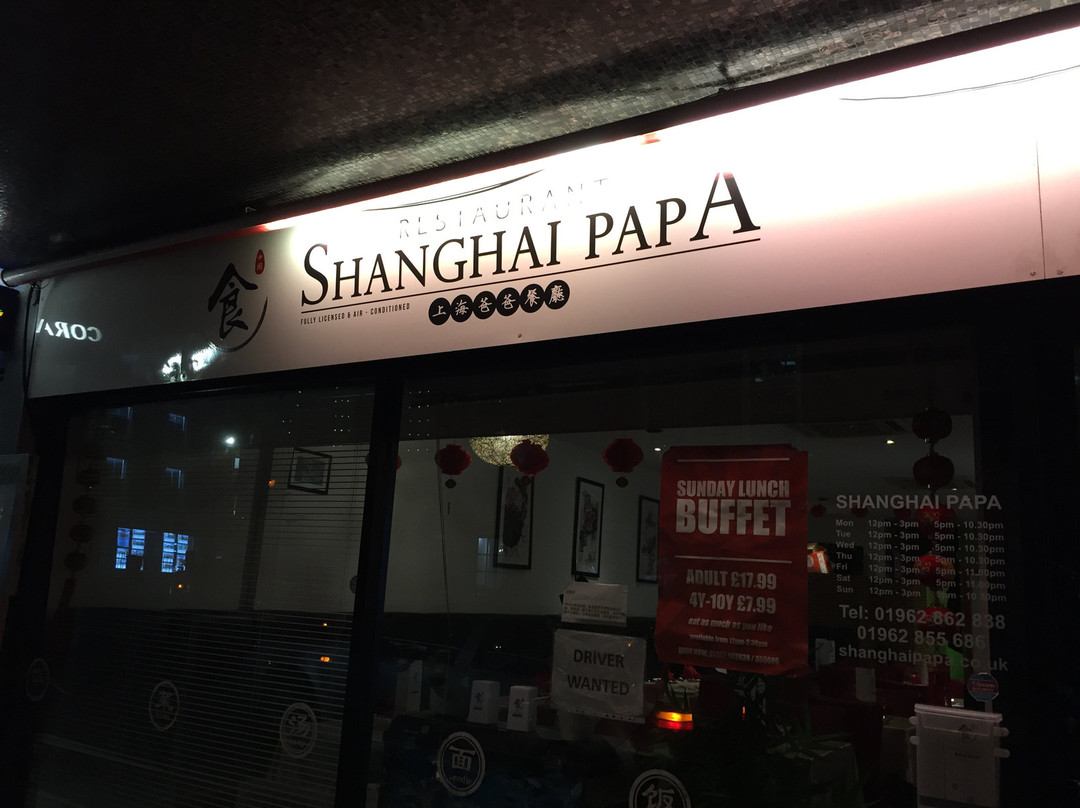 RESTAURANT
SHANGHAI PAPA
食
FULLY LICENSED & AIR - CONDITIONED
上海爸爸餐廳
CORA
SUNDAY LUNCH
BUFFET
ADULT £17.99
4Y-10Y £7.99
eat as much as you like
DRIVER
WANTED
SHANGHAI PAPA
Mon 12pm - 3pm 5pm - 10.30pm
Tue 12pm - 3pm 5pm - 10.30pm
Wed 12pm - 3pm 5pm - 10.30pm
Thu 12pm - 3pm 5pm - 10.30pm
Fri 12pm - 3pm 5pm - 11.00pm
Sat 12pm - 3pm 5pm - 11.00pm
Sun 12pm - 3pm 5pm - 10.30pm
Tel: 01962 862 838
01962 855 686
shanghaipapa.co.uk
菜
汤
面
饭